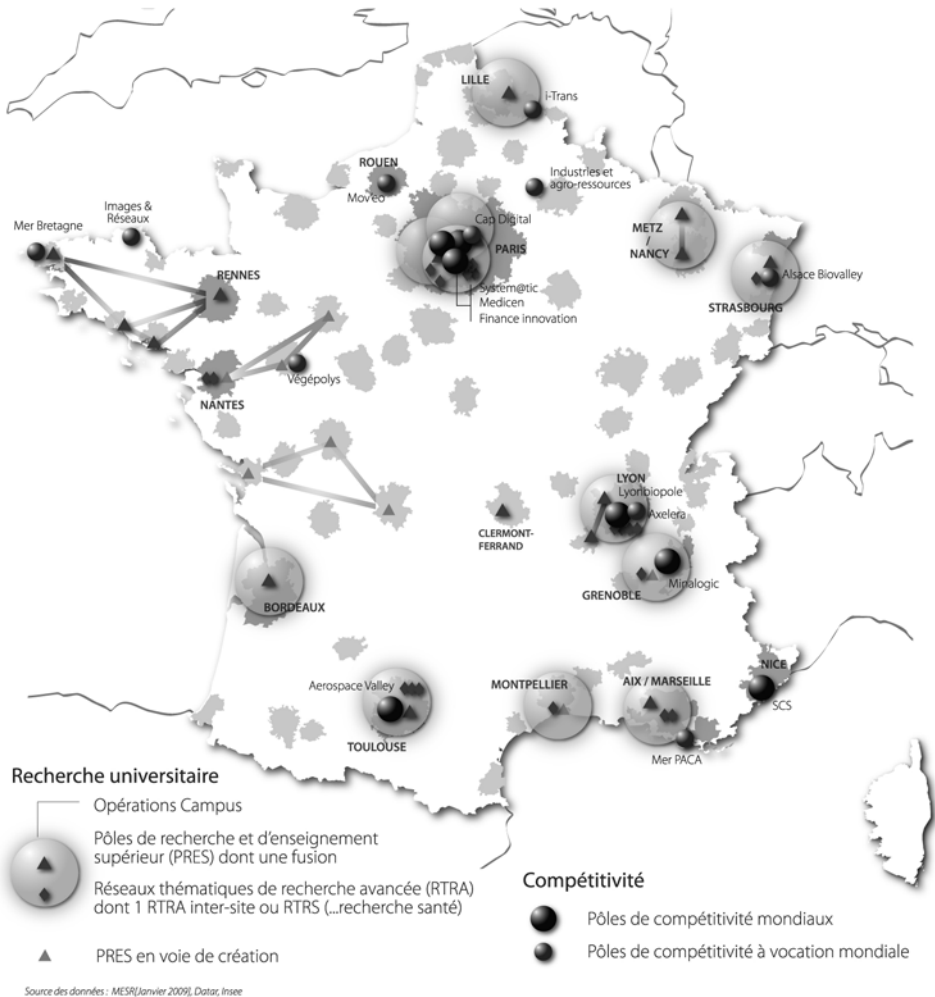 LILLE
i-Trans
ROUEN
Mov'eo
Industries et
agro-ressources
Images &
Réseaux
Mer Bretagne
Cap Digital
PARIS
METZ
/
NANCY
Alsace Biovalley
STRASBOURG
RENNES
System@tic
Medicen
Finance innovation
Végépolys
NANTES
LYON
Lyonbiopole
Axelera
CLERMONT-
FERRAND
Minalogic
GRENOBLE
BORDEAUX
NICE
SCS
Aerospace Valley
MONTPELLIER
AIX / MARSEILLE
TOULOUSE
Mer PACA
Recherche universitaire
Opérations Campus
Pôles de recherche et d'enseignement
supérieur (PRES) dont une fusion
Réseaux thématiques de recherche avancée (RTRA)
dont 1 RTRA inter-site ou RTRS (...recherche santé)
PRES en voie de création
Compétitivité
Pôles de compétitivité mondiaux
Pôles de compétitivité à vocation mondiale
Source des données : MESR[Janvier 2009], Datar, Insee